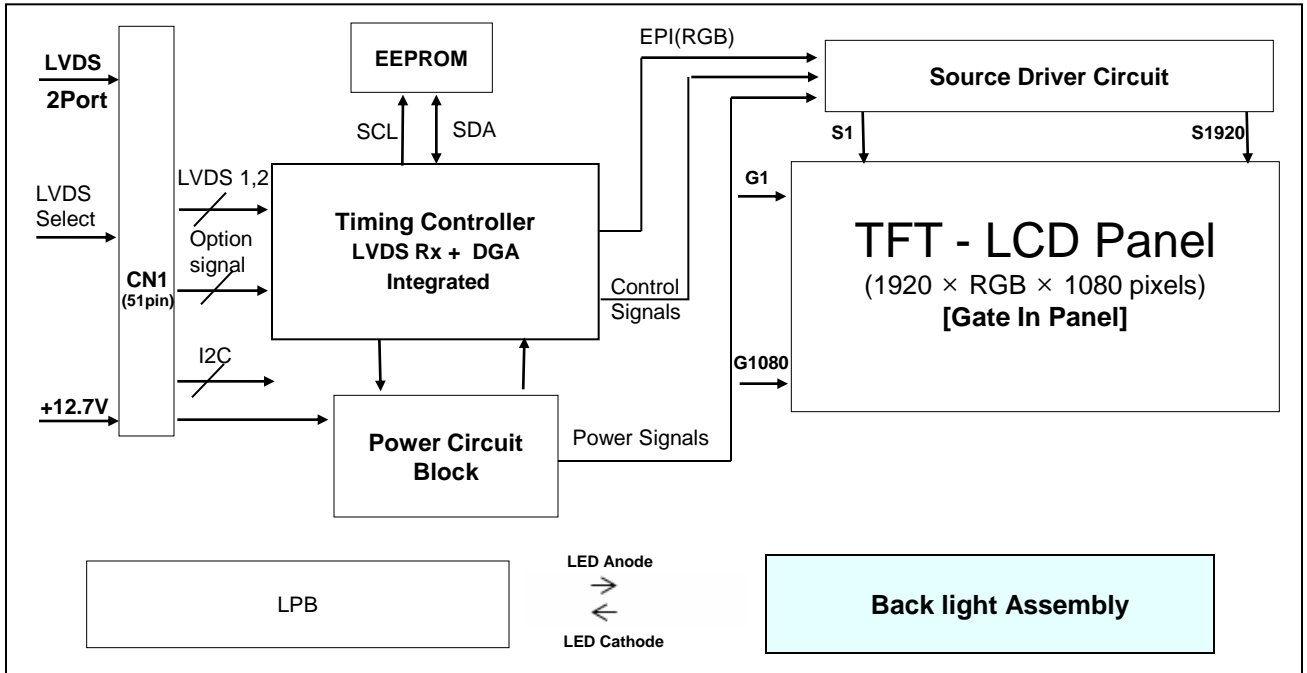 LVDS
2Port
LVDS
Select
+12.7V
CN1
(51pin)
LVDS 1,2
Option
signal
I2C
EEPROM
SCL
SDA
Timing Controller
LVDS Rx + DGA
Integrated
Power Circuit
Block
EPI(RGB)
Control
Signals
Power Signals
Source Driver Circuit
S1
S1920
G1
G1080
TFT - LCD Panel
(1920 × RGB × 1080 pixels)
[Gate In Panel]
LPB
LED Anode
LED Cathode
Back light Assembly